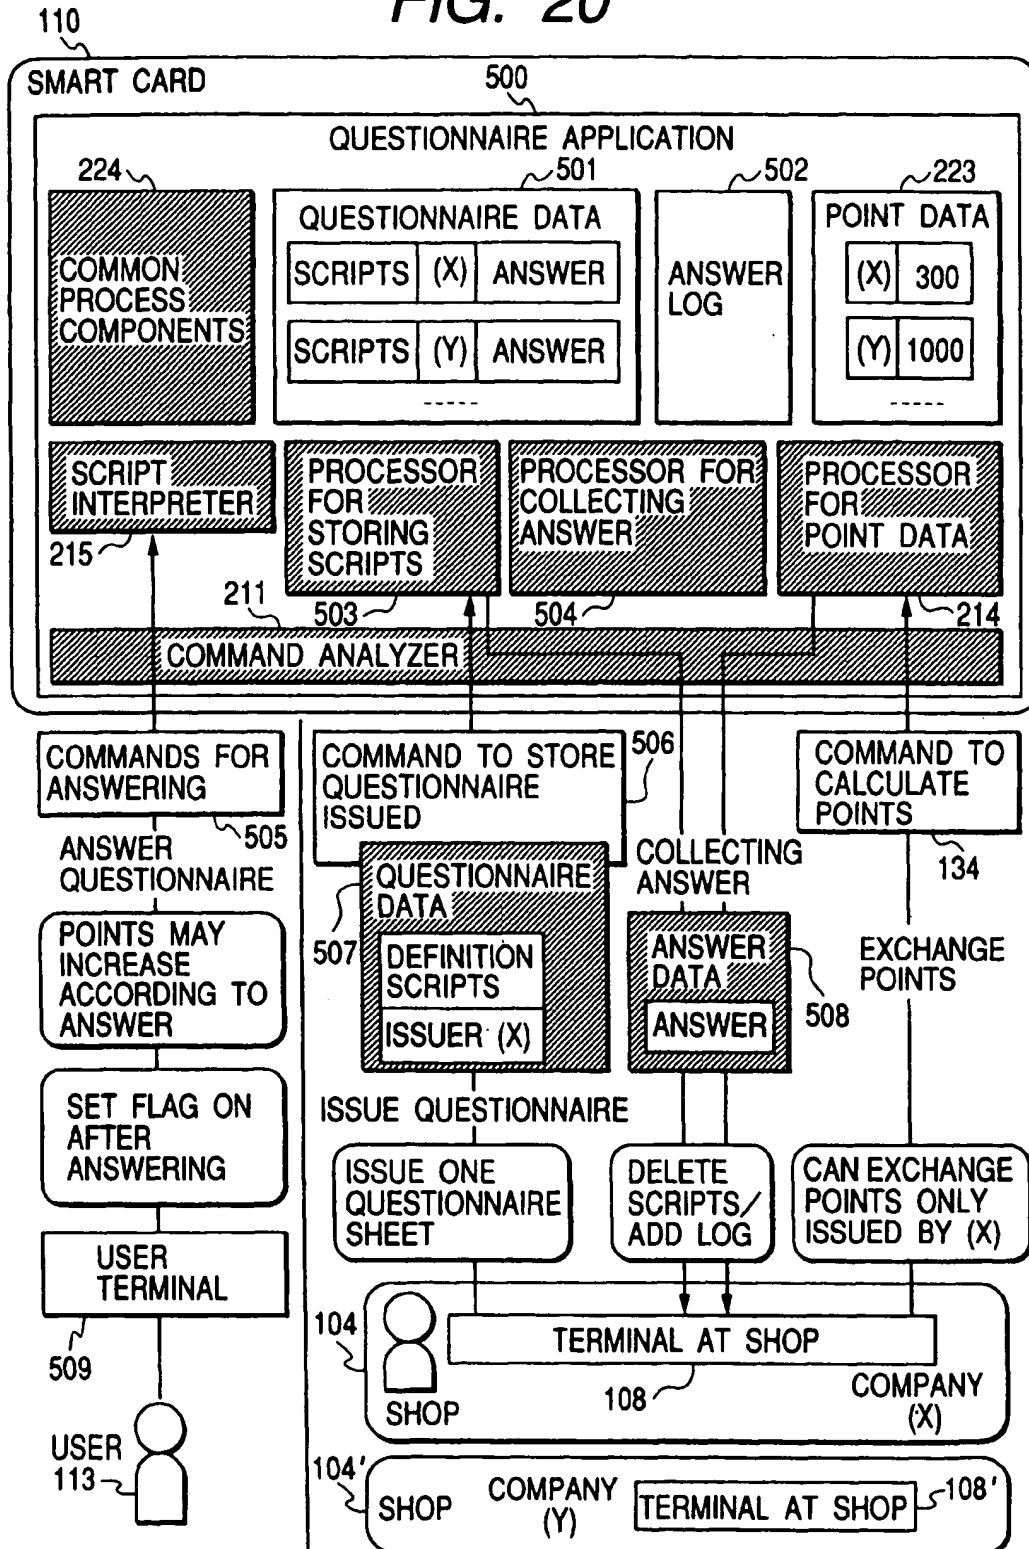 FIG. 20
110
SMART CARD
500
QUESTIONNAIRE APPLICATION
224
501
502
223
COMMON
PROCESS
COMPONENTS
QUESTIONNAIRE DATA
SCRIPTS (X) ANSWER
SCRIPTS (Y) ANSWER
-----
ANSWER
LOG
POINT DATA
(X) 300
(Y) 1000
-----
SCRIPT
INTERPRETER
215
PROCESSOR
FOR
STORING
SCRIPTS
503
PROCESSOR FOR
COLLECTING
ANSWER
504
PROCESSOR
FOR
POINT DATA
214
211
COMMAND ANALYZER
COMMANDS FOR
ANSWERING
505
ANSWER
QUESTIONNAIRE
POINTS MAY
INCREASE
ACCORDING TO
ANSWER
SET FLAG ON
AFTER
ANSWERING
USER
TERMINAL
509
USER
113
COMMAND TO STORE
QUESTIONNAIRE
ISSUED
506
QUESTIONNAIRE
DATA
507
DEFINITION
SCRIPTS
ISSUER (X)
ISSUE QUESTIONNAIRE
ISSUE ONE
QUESTIONNAIRE
SHEET
COLLECTING
ANSWER
ANSWER
DATA
ANSWER
508
DELETE
SCRIPTS/
ADD LOG
COMMAND TO
CALCULATE
POINTS
134
EXCHANGE
POINTS
CAN EXCHANGE
POINTS ONLY
ISSUED BY (X)
104
TERMINAL AT SHOP
108
SHOP
COMPANY
(X)
104'
SHOP
COMPANY
(Y)
TERMINAL AT SHOP
108'